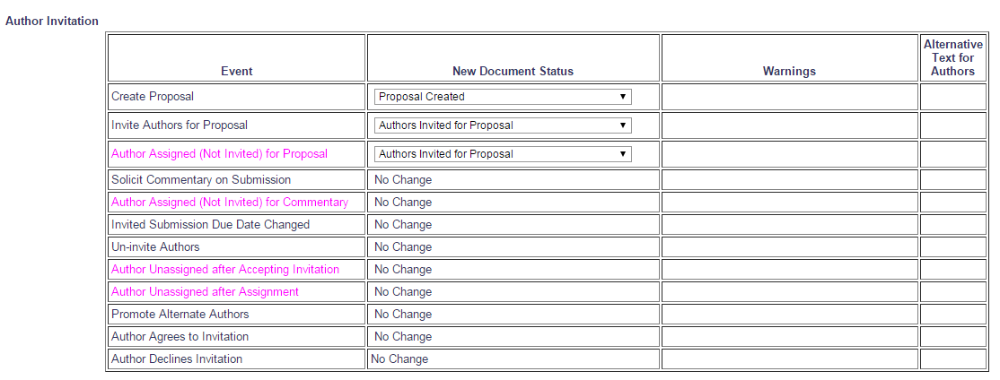 Author Invitation
Event New Document Status Warnings Alternative Text for Authors
Create Proposal Proposal Created
Invite Authors for Proposal Authors Invited for Proposal
Author Assigned (Not Invited) for Proposal Authors Invited for Proposal
Solicit Commentary on Submission No Change
Author Assigned (Not Invited) for Commentary No Change
Invited Submission Due Date Changed No Change
Un-invite Authors No Change
Author Unassigned after Accepting Invitation No Change
Author Unassigned after Assignment No Change
Promote Alternate Authors No Change
Author Agrees to Invitation No Change
Author Declines Invitation No Change